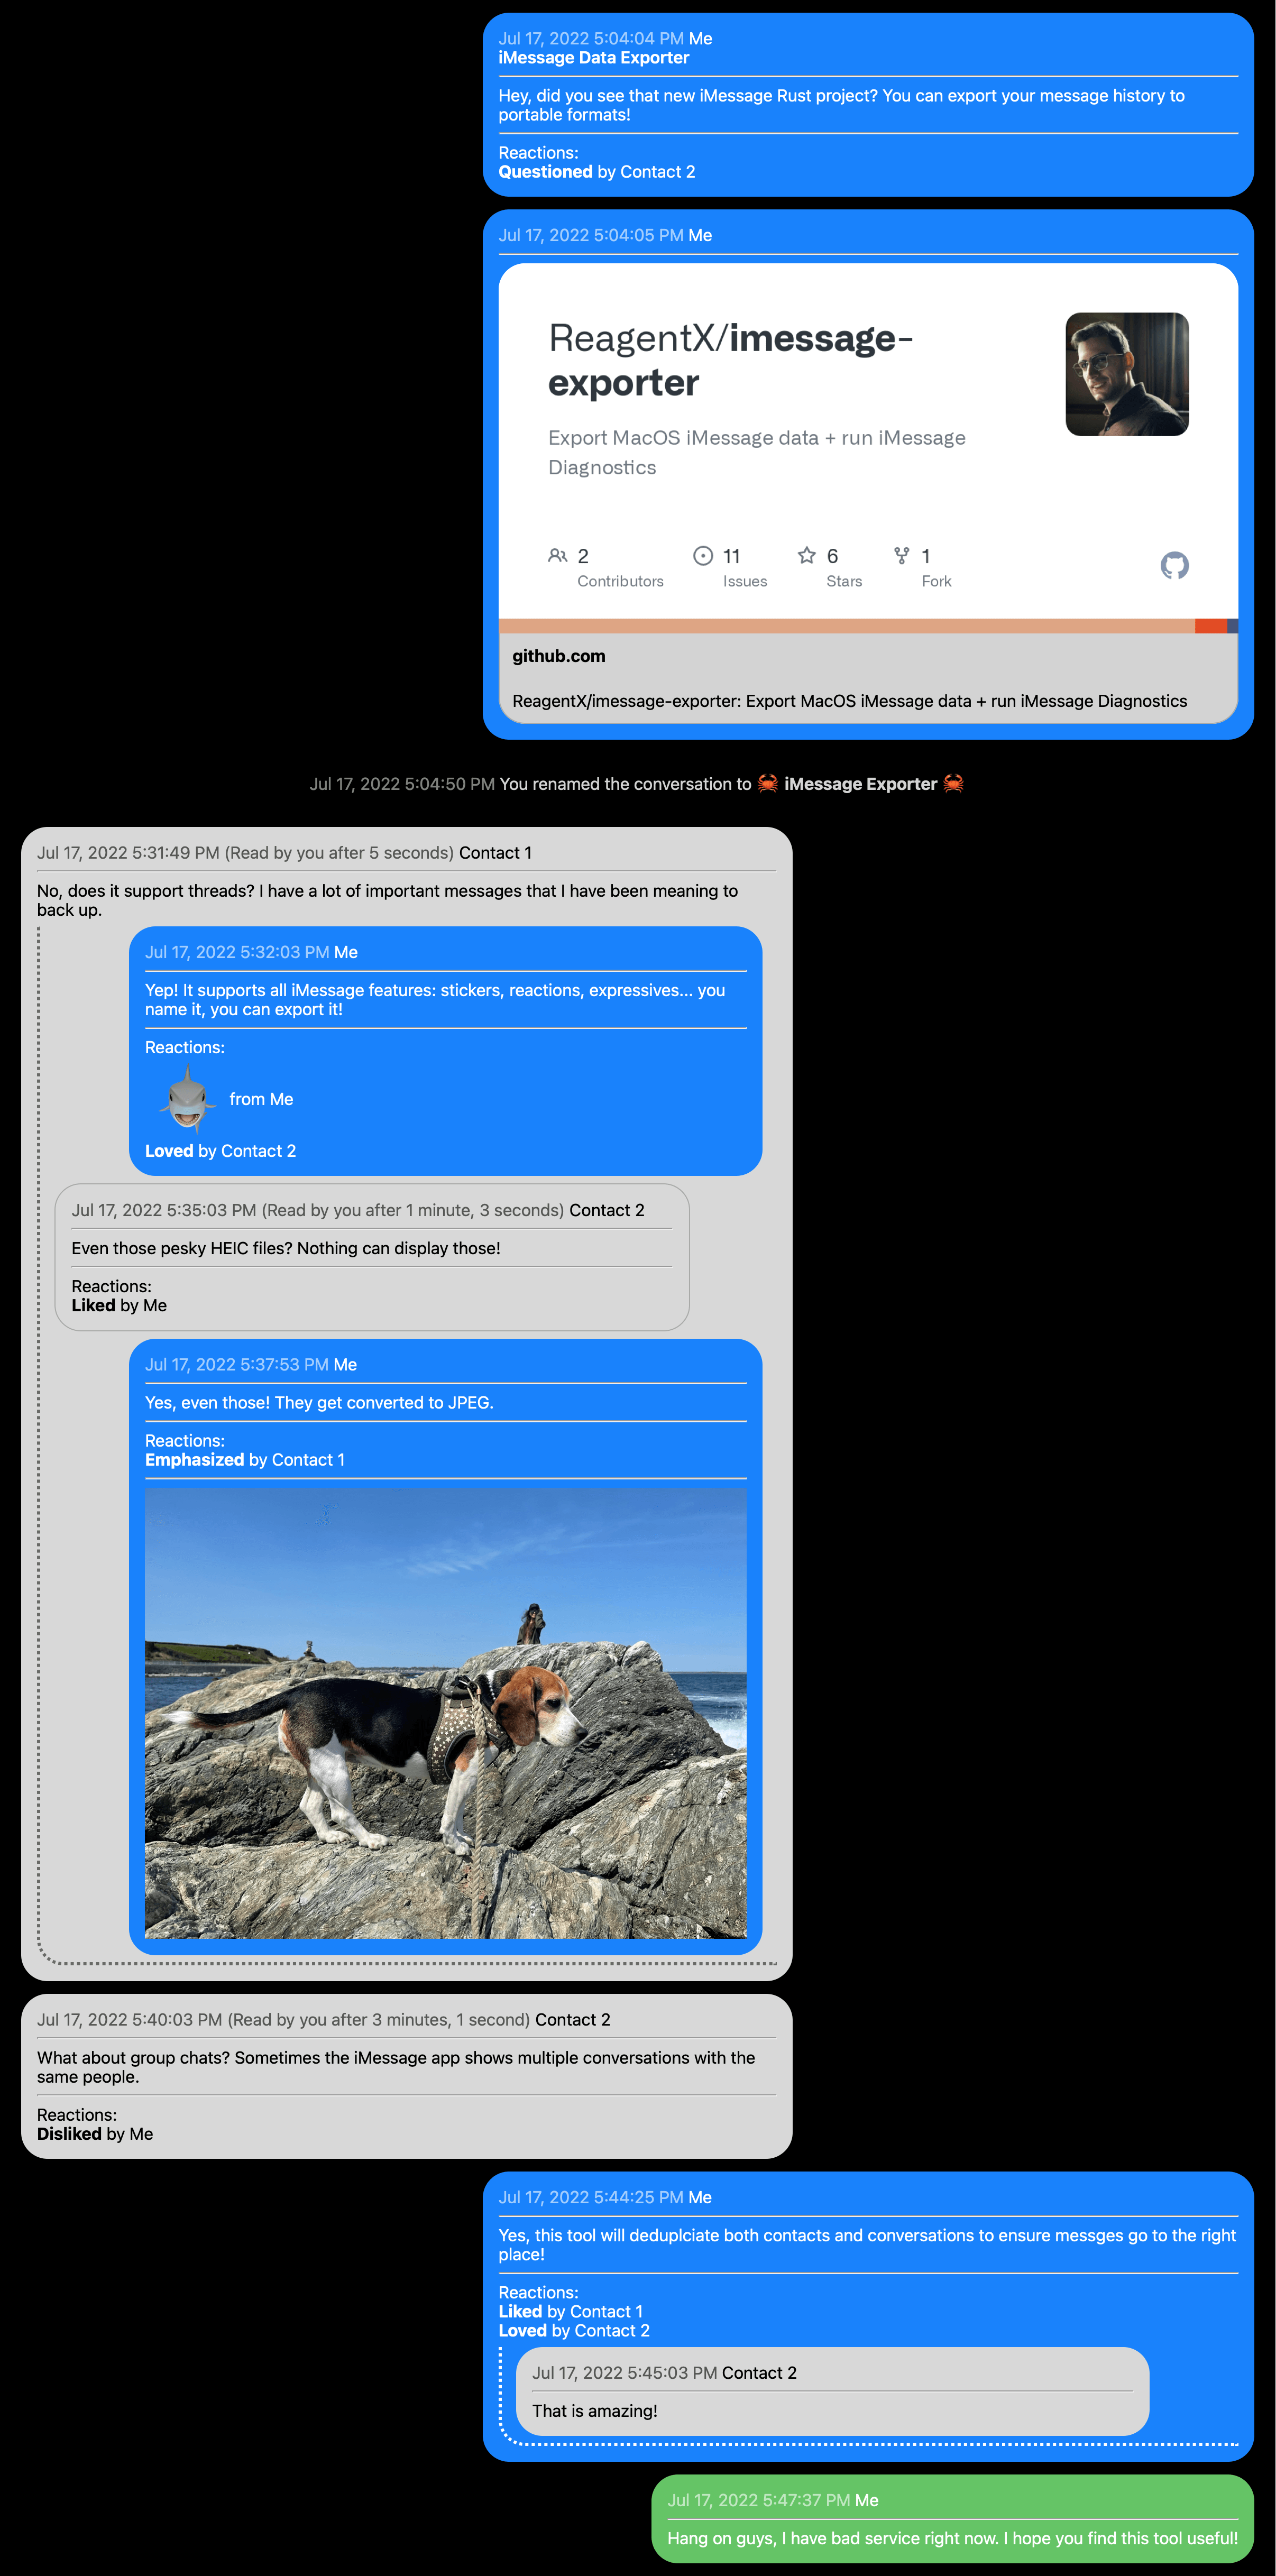 Jul 17, 2022 5:04:04 PM Me
iMessage Data Exporter
Hey, did you see that new iMessage Rust project? You can export your message history to
portable formats!
Reactions:
Questioned by Contact 2
Jul 17, 2022 5:04:05 PM Me
ReagentX/imessage-
exporter
Export MacOS iMessage data + run iMessage
Diagnostics
2 11 6 1
Contributors Issues Stars Fork
github.com
ReagentX/imessage-exporter: Export MacOS iMessage data + run iMessage Diagnostics
Jul 17, 2022 5:04:50 PM You renamed the conversation to 🦀 iMessage Exporter 🦀
Jul 17, 2022 5:31:49 PM (Read by you after 5 seconds) Contact 1
No, does it support threads? I have a lot of important messages that I have been meaning to
back up.
Jul 17, 2022 5:32:03 PM Me
Yep! It supports all iMessage features: stickers, reactions, expressives... you
name it, you can export it!
Reactions:
from Me
Loved by Contact 2
Jul 17, 2022 5:35:03 PM (Read by you after 1 minute, 3 seconds) Contact 2
Even those pesky HEIC files? Nothing can display those!
Reactions:
Liked by Me
Jul 17, 2022 5:37:53 PM Me
Yes, even those! They get converted to JPEG.
Reactions:
Emphasized by Contact 1
Jul 17, 2022 5:40:03 PM (Read by you after 3 minutes, 1 second) Contact 2
What about group chats? Sometimes the iMessage app shows multiple conversations with the
same people.
Reactions:
Disliked by Me
Jul 17, 2022 5:44:25 PM Me
Yes, this tool will deduplciate both contacts and conversations to ensure messges go to the right
place!
Reactions:
Liked by Contact 1
Loved by Contact 2
Jul 17, 2022 5:45:03 PM Contact 2
That is amazing!
Jul 17, 2022 5:47:37 PM Me
Hang on guys, I have bad service right now. I hope you find this tool useful!